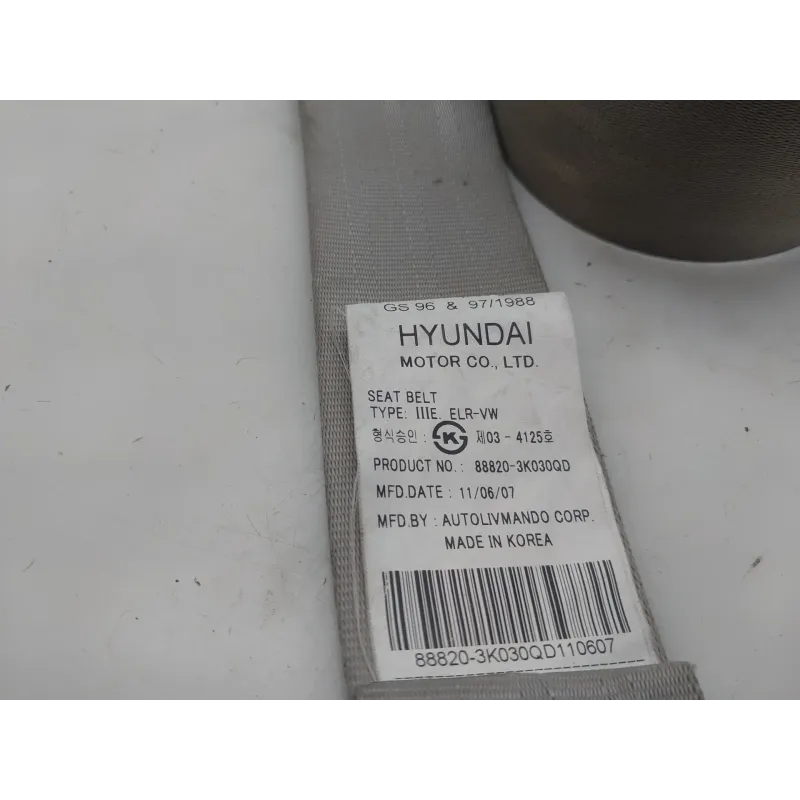 GS 96 & 97/1988
HYUNDAI
MOTOR CO., LTD.
SEAT BELT
TYPE: IIIE. ELR-VW
형식승인 : K 제03 - 4125호
PRODUCT NO.: 88820-3K030QD
MFD.DATE : 11/06/07
MFD.BY : AUTOLIVMANDO CORP.
MADE IN KOREA
88820-3K030QD110607